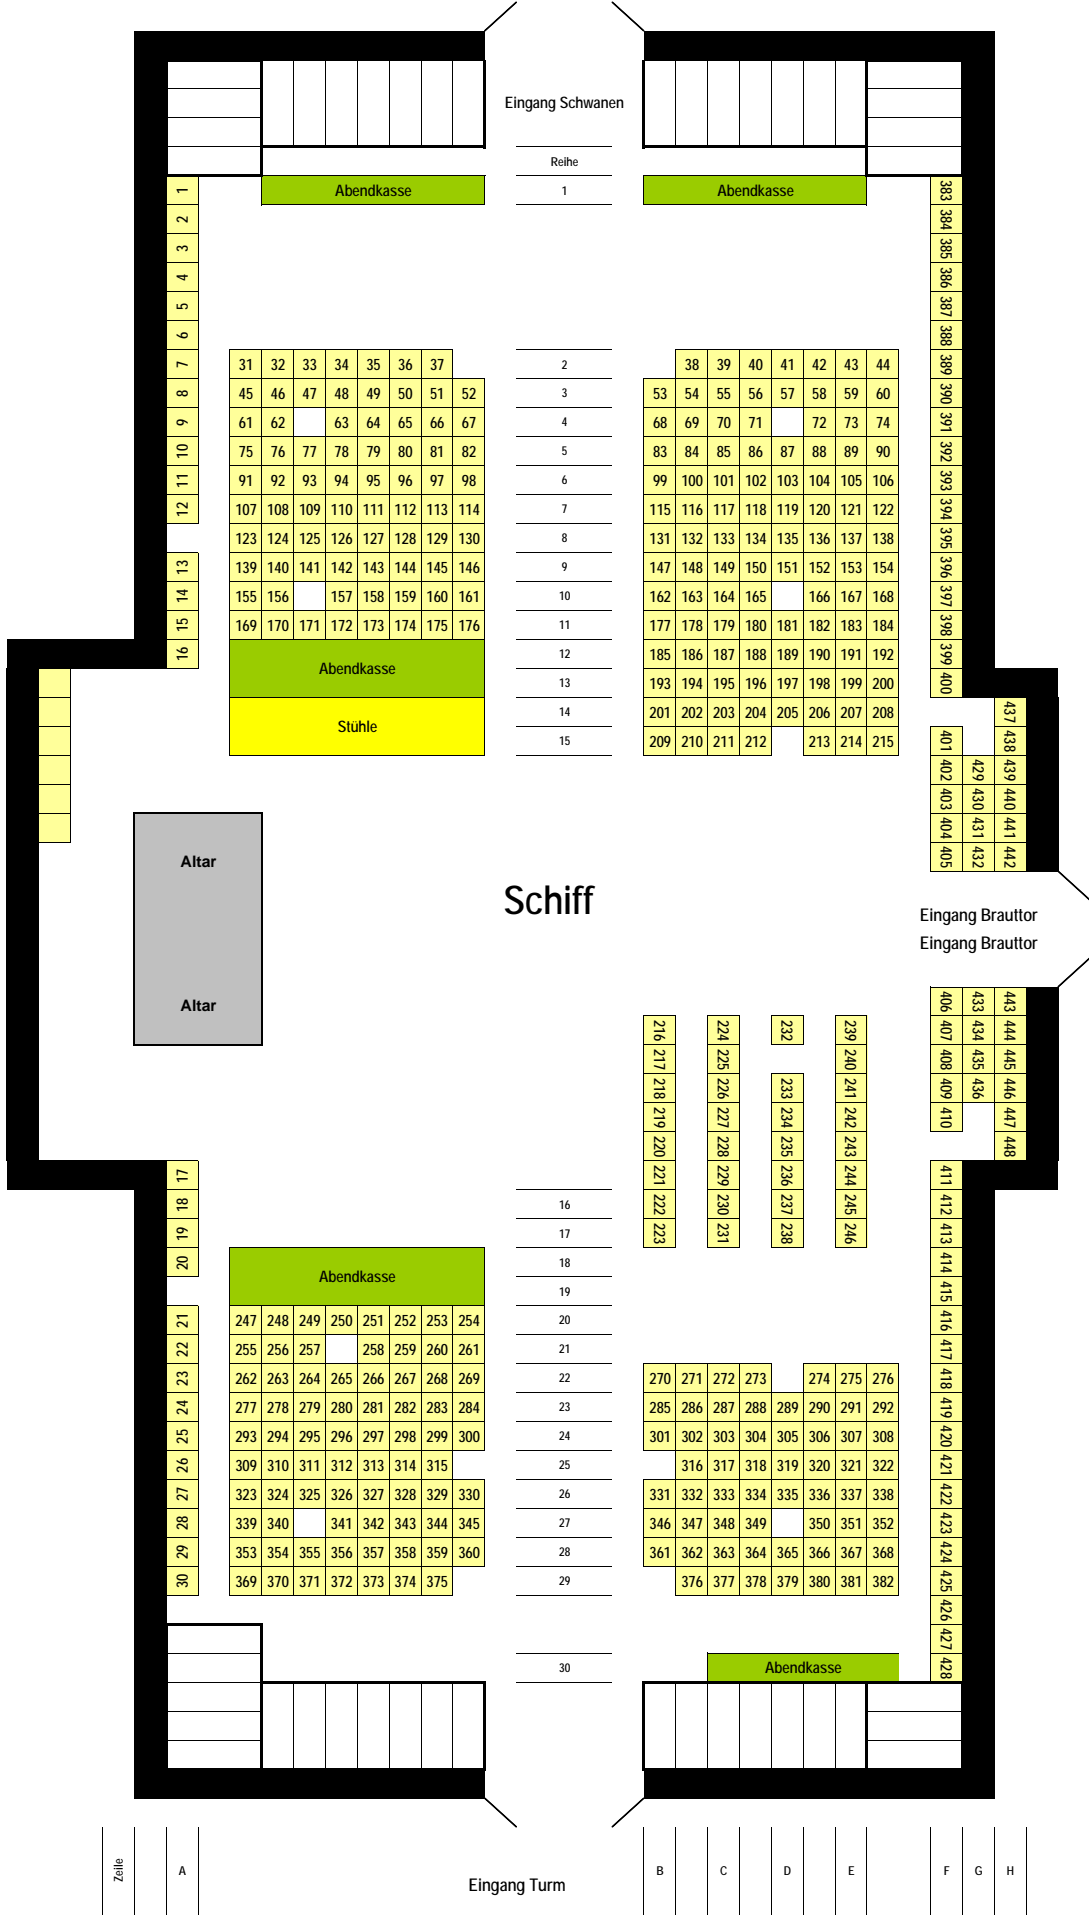 Eingang Schwanen
Reihe
1 Abendkasse 1 Abendkasse 383
2 384
3 385
4 386
5 387
6 388
7 31 32 33 34 35 36 37 2 38 39 40 41 42 43 44 389
8 45 46 47 48 49 50 51 52 3 53 54 55 56 57 58 59 60 390
9 61 62 63 64 65 66 67 4 68 69 70 71 72 73 74 391
10 75 76 77 78 79 80 81 82 5 83 84 85 86 87 88 89 90 392
11 91 92 93 94 95 96 97 98 6 99 100 101 102 103 104 105 106 393
12 107 108 109 110 111 112 113 114 7 115 116 117 118 119 120 121 122 394
123 124 125 126 127 128 129 130 8 131 132 133 134 135 136 137 138 395
13 139 140 141 142 143 144 145 146 9 147 148 149 150 151 152 153 154 396
14 155 156 157 158 159 160 161 10 162 163 164 165 166 167 168 397
15 169 170 171 172 173 174 175 176 11 177 178 179 180 181 182 183 184 398
16 Abendkasse 12 185 186 187 188 189 190 191 192 399
13 193 194 195 196 197 198 199 200 400
Stühle 14 201 202 203 204 205 206 207 208 437
15 209 210 211 212 213 214 215 401 438
402 429 439
403 430 440
404 431 441
405 432 442
Altar
Schiff
Eingang Brauttor
Eingang Brauttor
Altar
406 433 443
216 224 232 239 407 434 444
217 225 240 408 435 445
218 226 233 241 409 436 446
219 227 234 242 410 447
220 228 235 243 448
17 221 229 236 244 411
18 16 222 230 237 245 412
19 17 223 231 238 246 413
20 Abendkasse 18 414
19 415
21 247 248 249 250 251 252 253 254 20 416
22 255 256 257 258 259 260 261 21 417
23 262 263 264 265 266 267 268 269 22 270 271 272 273 274 275 276 418
24 277 278 279 280 281 282 283 284 23 285 286 287 288 289 290 291 292 419
25 293 294 295 296 297 298 299 300 24 301 302 303 304 305 306 307 308 420
26 309 310 311 312 313 314 315 25 316 317 318 319 320 321 322 421
27 323 324 325 326 327 328 329 330 26 331 332 333 334 335 336 337 338 422
28 339 340 341 342 343 344 345 27 346 347 348 349 350 351 352 423
29 353 354 355 356 357 358 359 360 28 361 362 363 364 365 366 367 368 424
30 369 370 371 372 373 374 375 29 376 377 378 379 380 381 382 425
426
427
30 Abendkasse 428
Zeile A B C D E F G H
Eingang Turm